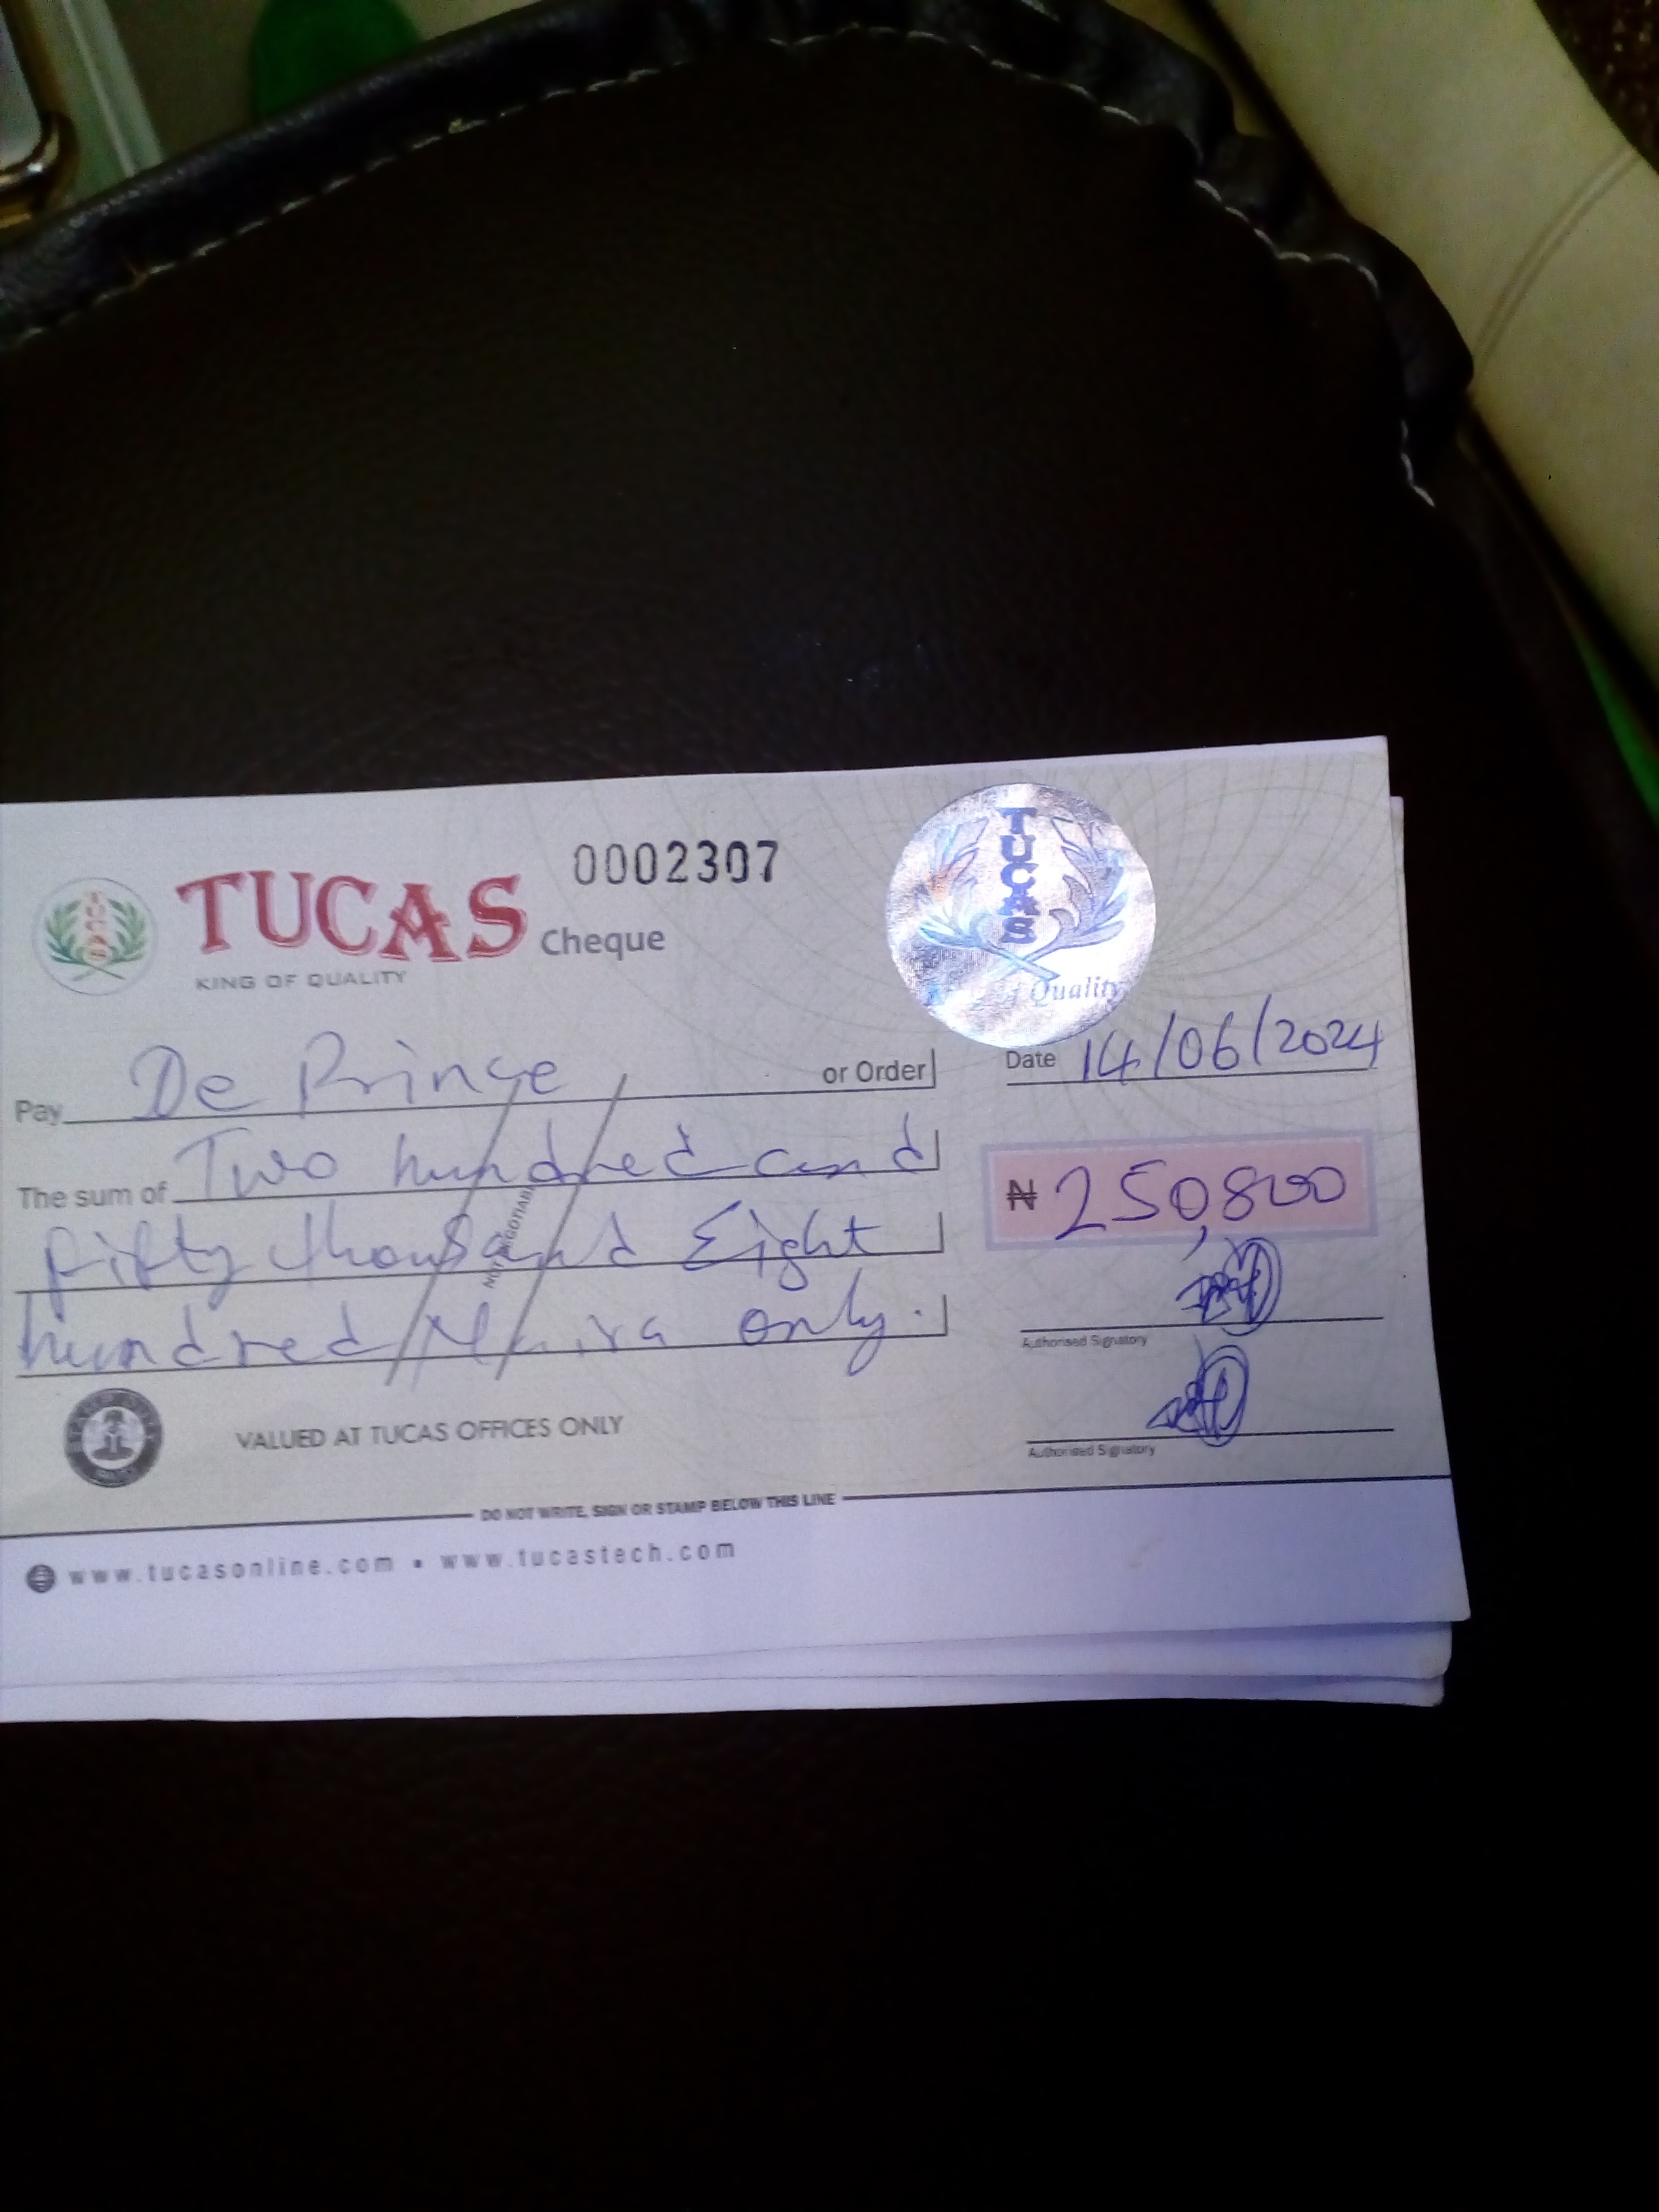 0002307
TUCAS Cheque
KING OF QUALITY
TUCAS
TUCAS
Quality
Date 14/06/2024
Pay De Prince or Order
The sum of Two hundred and
fifty thousand Eight
hundred Naira only.
₦ 250,800
NOT NEGOTIABLE
Authorised Signatory
Authorised Signatory
VALUED AT TUCAS OFFICES ONLY
DO NOT WRITE, SIGN OR STAMP BELOW THIS LINE
www.tucasonline.com • www.tucastech.com